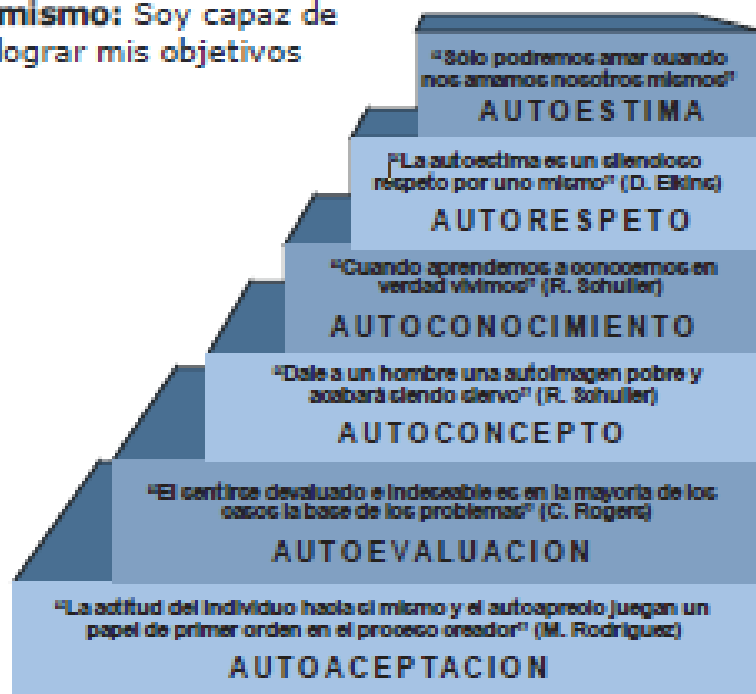 mismo: Soy capaz de
lograr mis objetivos
“Sólo podremos amar cuando
nos amamos nosotros mismos”
AUTOESTIMA
“La autoestima es un silencioso
respeto por uno mismo” (D. Elkins)
AUTORESPETO
“Cuando aprendemos a conocernos en
verdad vivimos” (R. Schuller)
AUTOCONOCIMIENTO
“Dale a un hombre una autoimagen pobre y
acabará siendo siervo” (R. Schuller)
AUTOCONCEPTO
“El sentirse devaluado e indeseable es en la mayoría de los
casos la base de los problemas” (C. Rogers)
AUTOEVALUACION
“La actitud del individuo hacia si mismo y el autoaprecio juegan un
papel de primer orden en el proceso creador” (M. Rodriguez)
AUTOACEPTACION